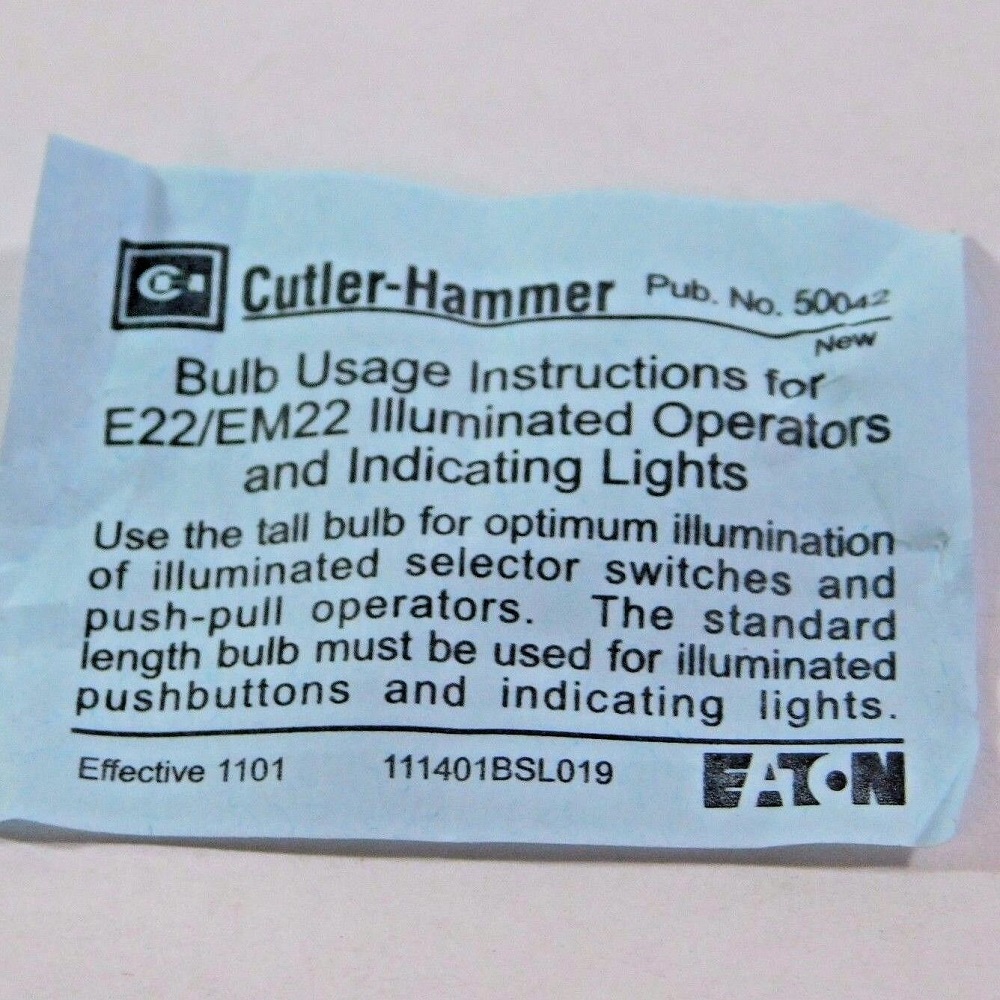 Cutler-Hammer Pub. No. 50042
New
Bulb Usage Instructions for
E22/EM22 Illuminated Operators
and Indicating Lights
Use the tall bulb for optimum illumination
of illuminated selector switches and
push-pull operators. The standard
length bulb must be used for illuminated
pushbuttons and indicating lights.
Effective 1101 111401BSL019 EATON